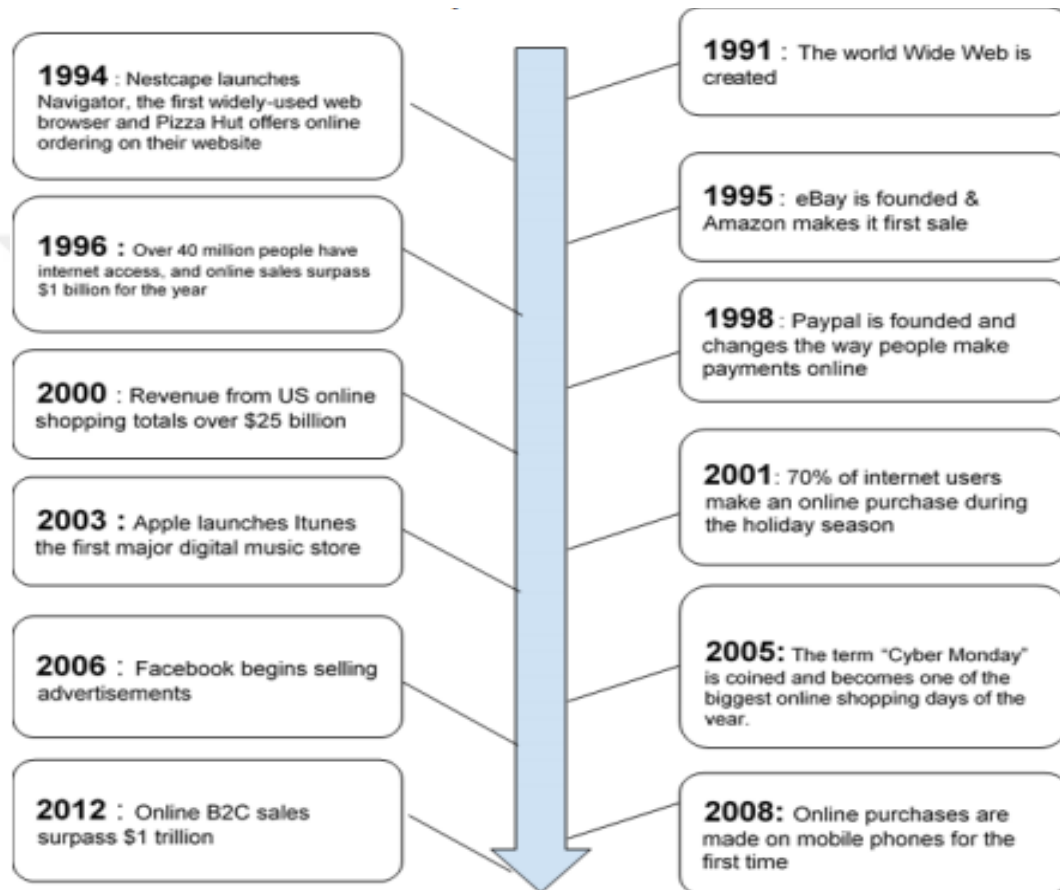 1991 : The world Wide Web is
created
1994 : Nestcape launches
Navigator, the first widely-used web
browser and Pizza Hut offers online
ordering on their website
1995 : eBay is founded &
Amazon makes it first sale
1996 : Over 40 million people have
internet access, and online sales surpass
$1 billion for the year
1998 : Paypal is founded and
changes the way people make
payments online
2000 : Revenue from US online
shopping totals over $25 billion
2001: 70% of internet users
make an online purchase during
the holiday season
2003 : Apple launches Itunes
the first major digital music store
2005: The term “Cyber Monday”
is coined and becomes one of the
biggest online shopping days of the
year.
2006 : Facebook begins selling
advertisements
2008: Online purchases are
made on mobile phones for the
first time
2012 : Online B2C sales
surpass $1 trillion